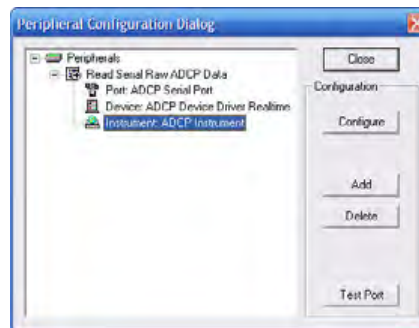 Peripheral Configuration Dialog
Peripherals
Read Serial Raw ADCP Data
Port: ADCP Serial Port
Device: ADCP Device Driver Realtime
Instrument: ADCP Instrument
Close
Configuration
Configure
Add
Delete
Test Port